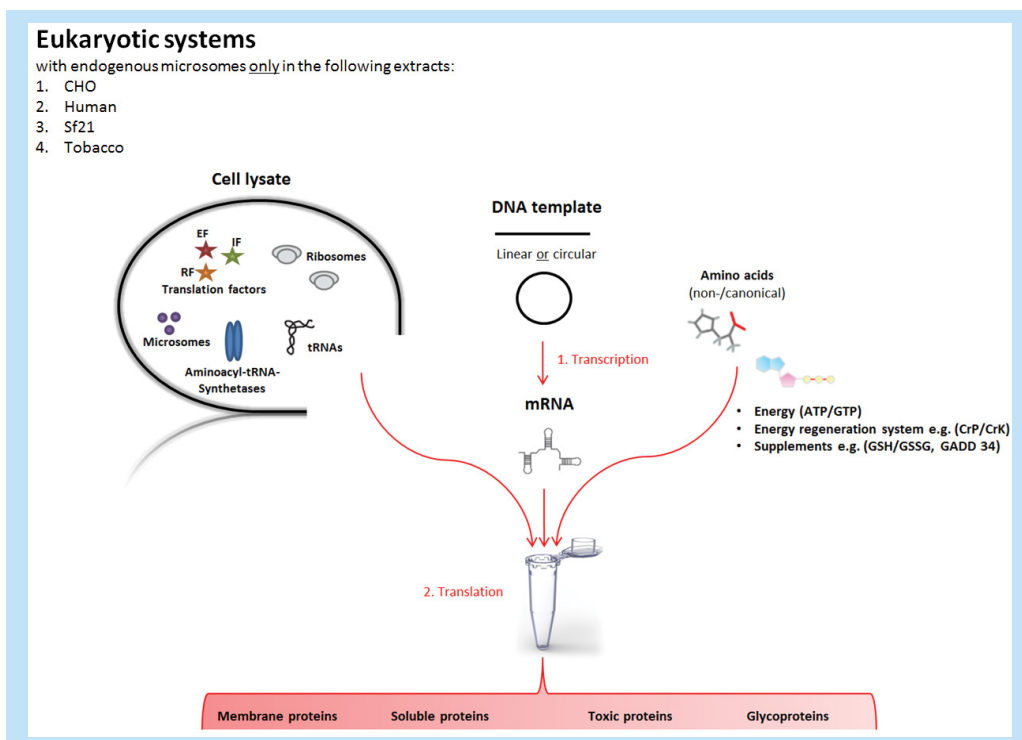 Eukaryotic systems
with endogenous microsomes only in the following extracts:
1. CHO
2. Human
3. Sf21
4. Tobacco
Cell lysate
EF
IF
RF
Translation factors
Ribosomes
Microsomes
Aminoacyl-tRNA-
Synthetases
tRNAs
DNA template
Linear or circular
1. Transcription
mRNA
Amino acids
(non-/canonical)
• Energy (ATP/GTP)
• Energy regeneration system e.g. (CrP/CrK)
• Supplements e.g. (GSH/GSSG, GADD 34)
2. Translation
Membrane proteins
Soluble proteins
Toxic proteins
Glycoproteins